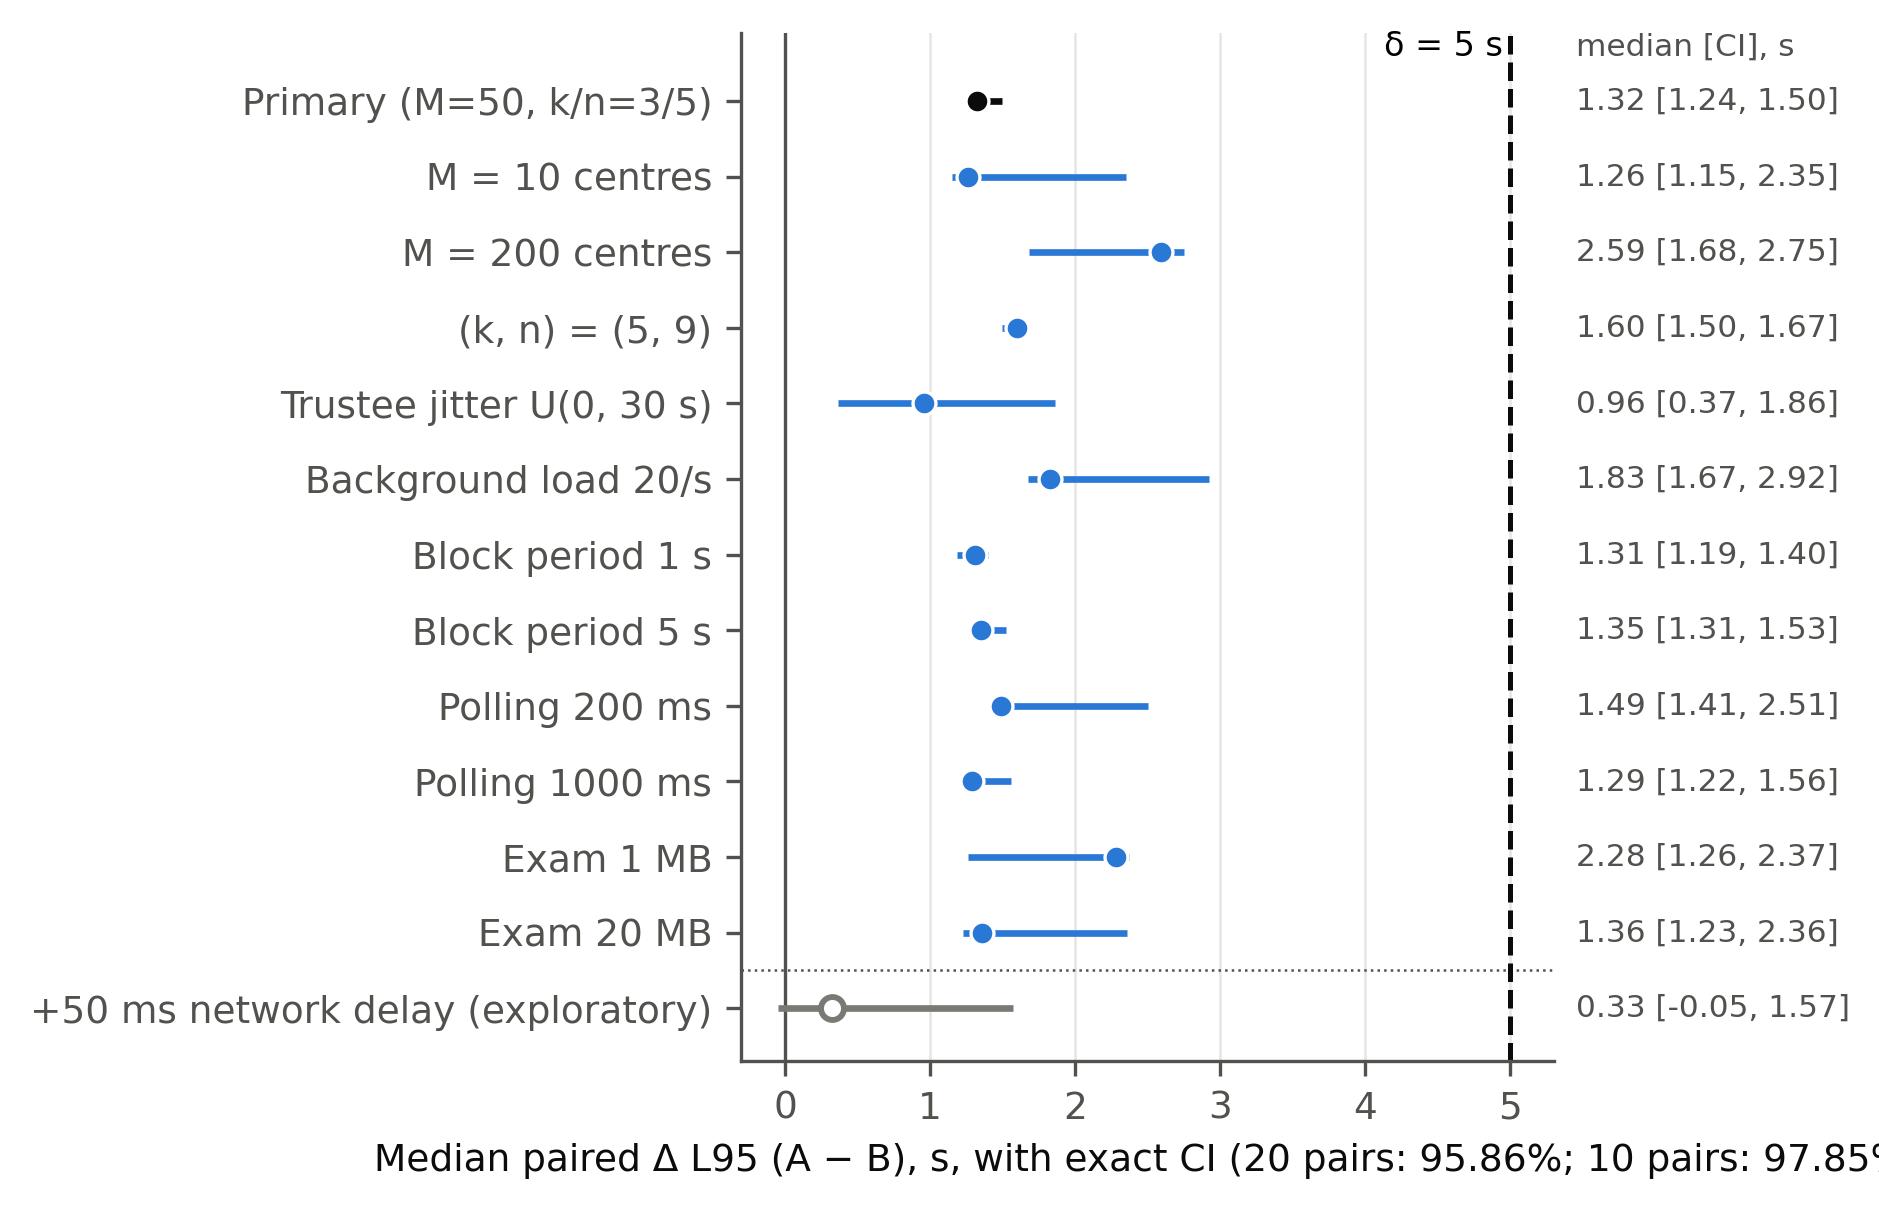 δ = 5 s median [CI], s
Primary (M=50, k/n=3/5) 1.32 [1.24, 1.50]
M = 10 centres 1.26 [1.15, 2.35]
M = 200 centres 2.59 [1.68, 2.75]
(k, n) = (5, 9) 1.60 [1.50, 1.67]
Trustee jitter U(0, 30 s) 0.96 [0.37, 1.86]
Background load 20/s 1.83 [1.67, 2.92]
Block period 1 s 1.31 [1.19, 1.40]
Block period 5 s 1.35 [1.31, 1.53]
Polling 200 ms 1.49 [1.41, 2.51]
Polling 1000 ms 1.29 [1.22, 1.56]
Exam 1 MB 2.28 [1.26, 2.37]
Exam 20 MB 1.36 [1.23, 2.36]
+50 ms network delay (exploratory) 0.33 [-0.05, 1.57]
0 1 2 3 4 5
Median paired Δ L95 (A − B), s, with exact CI (20 pairs: 95.86%; 10 pairs: 97.85%